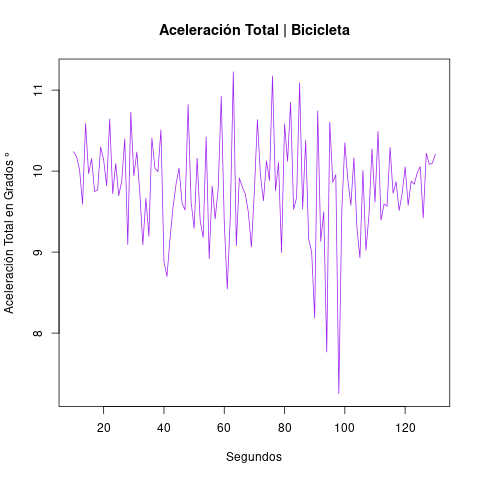 Aceleración Total | Bicicleta
Aceleración Total en Grados º
11
10
9
8
20 40 60 80 100 120
Segundos